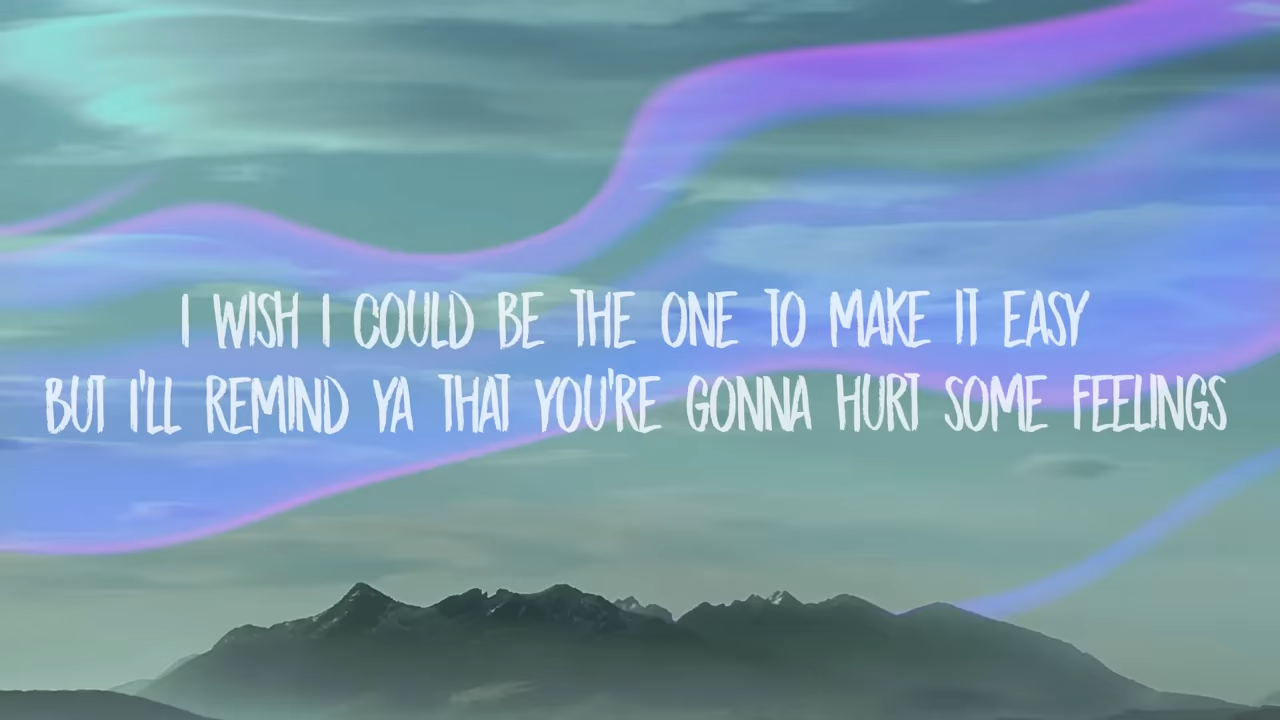 I WISH I COULD BE THE ONE TO MAKE IT EASY
BUT I'LL REMIND YA THAT YOU'RE GONNA HURT SOME FEELINGS